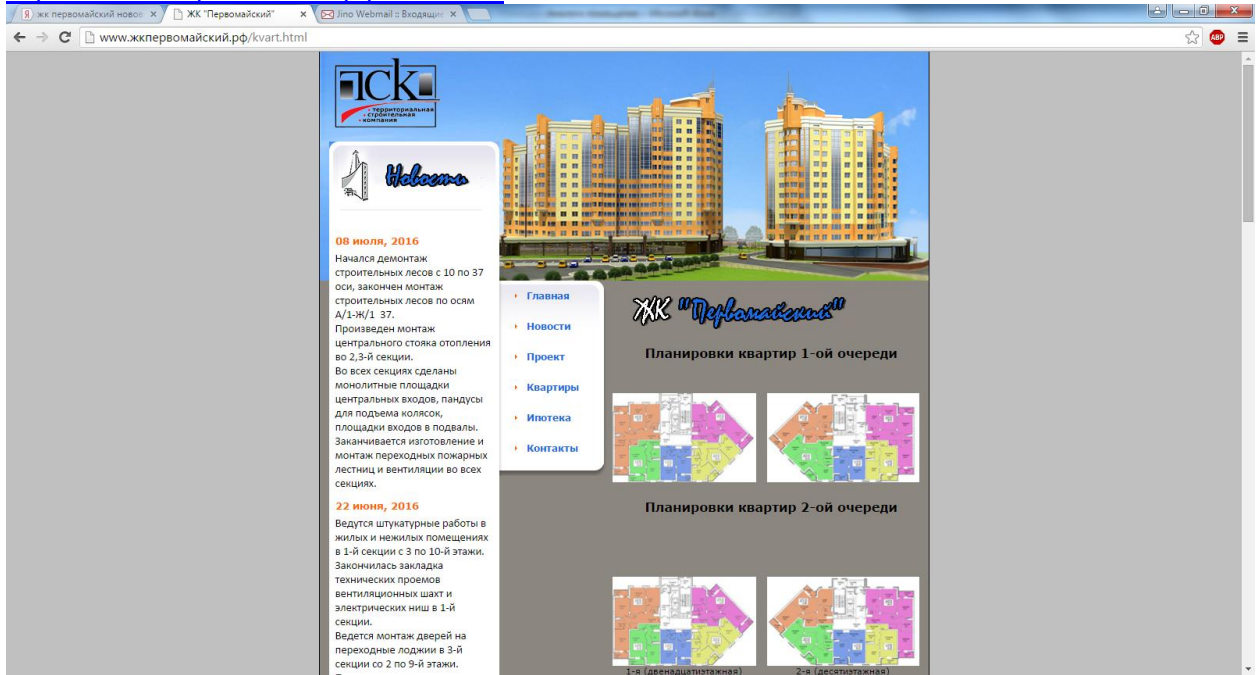 жк первомайский новос
ЖК "Первомайский"
Jino Webmail :: Входящие
www.жкпервомайский.рф/kvart.html
ABP
ТСК
территориальная
строительная
компания
Новости
08 июля, 2016
Начался демонтаж
строительных лесов с 10 по 37
оси, закончен монтаж
строительных лесов по осям
А/1-Ж/1 37.
Произведен монтаж
центрального стояка отопления
во 2,3-й секции.
Во всех секциях сделаны
монолитные площадки
центральных входов, пандусы
для подъема колясок,
площадки входов в подвалы.
Заканчивается изготовление и
монтаж переходных пожарных
лестниц и вентиляции во всех
секциях.
22 июня, 2016
Ведутся штукатурные работы в
жилых и нежилых помещениях
в 1-й секции с 3 по 10-й этажи.
Закончилась закладка
технических проемов
вентиляционных шахт и
электрических ниш в 1-й
секции.
Ведется монтаж дверей на
переходные лоджии в 3-й
секции со 2 по 9-й этажи.
Главная
Новости
Проект
Квартиры
Ипотека
Контакты
ЖК "Первомайский"
Планировки квартир 1-ой очереди
Планировки квартир 2-ой очереди
1-я (двенадцатиэтажная)
2-я (десятиэтажная)